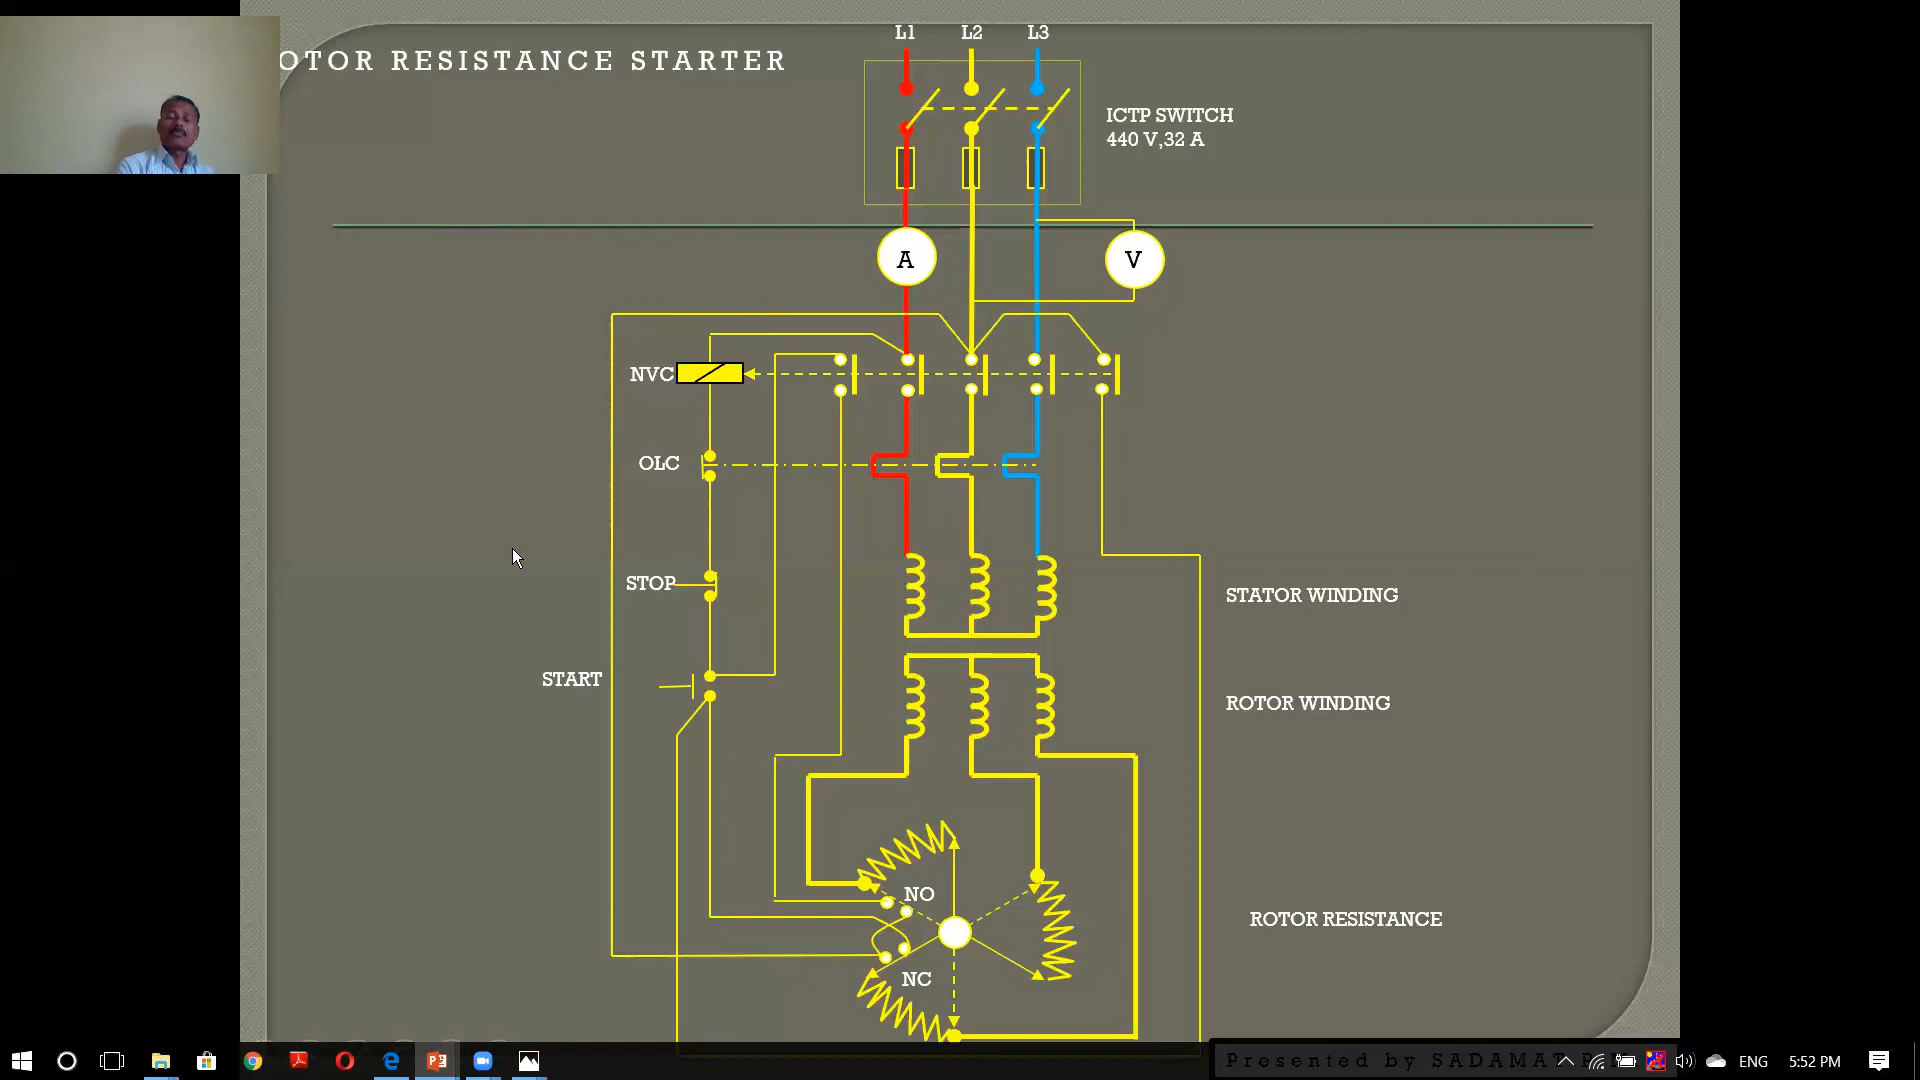 OTOR RESISTANCE STARTER
L1 L2 L3
ICTP SWITCH
440 V,32 A
A
V
NVC
OLC
STOP
START
STATOR WINDING
ROTOR WINDING
NO
ROTOR RESISTANCE
NC
Presented by SADAMAT
ENG
5:52 PM